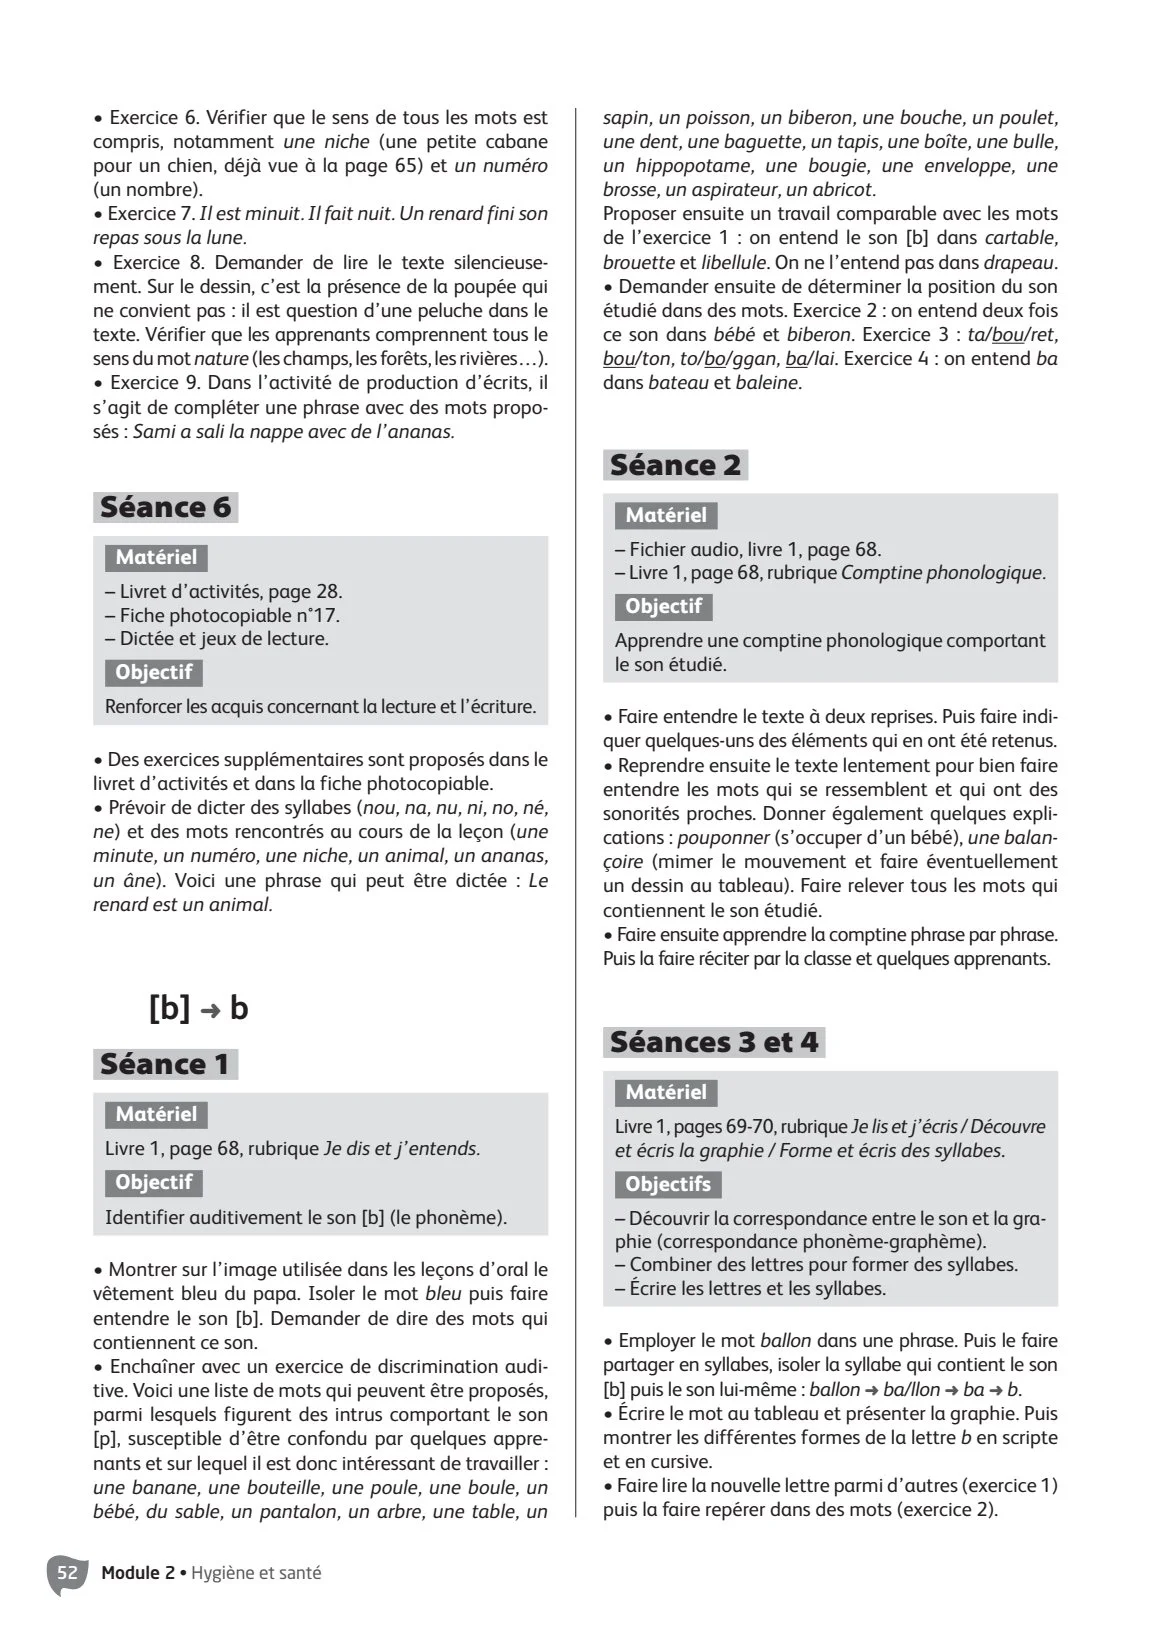 • Exercice 6. Vérifier que le sens de tous les mots est
compris, notamment une niche (une petite cabane
pour un chien, déjà vue à la page 65) et un numéro
(un nombre).
• Exercice 7. Il est minuit. Il fait nuit. Un renard fini son
repas sous la lune.
• Exercice 8. Demander de lire le texte silencieuse-
ment. Sur le dessin, c’est la présence de la poupée qui
ne convient pas : il est question d’une peluche dans le
texte. Vérifier que les apprenants comprennent tous le
sens du mot nature (les champs, les forêts, les rivières…).
• Exercice 9. Dans l’activité de production d’écrits, il
s’agit de compléter une phrase avec des mots propo-
sés : Sami a sali la nappe avec de l’ananas.
Séance 6
Matériel
– Livret d’activités, page 28.
– Fiche photocopiable n°17.
– Dictée et jeux de lecture.
Objectif
Renforcer les acquis concernant la lecture et l’écriture.
• Des exercices supplémentaires sont proposés dans le
livret d’activités et dans la fiche photocopiable.
• Prévoir de dicter des syllabes (nou, na, nu, ni, no, né,
ne) et des mots rencontrés au cours de la leçon (une
minute, un numéro, une niche, un animal, un ananas,
un âne). Voici une phrase qui peut être dictée : Le
renard est un animal.
[b] ➜ b
Séance 1
Matériel
Livre 1, page 68, rubrique Je dis et j’entends.
Objectif
Identifier auditivement le son [b] (le phonème).
• Montrer sur l’image utilisée dans les leçons d’oral le
vêtement bleu du papa. Isoler le mot bleu puis faire
entendre le son [b]. Demander de dire des mots qui
contiennent ce son.
• Enchaîner avec un exercice de discrimination audi-
tive. Voici une liste de mots qui peuvent être proposés,
parmi lesquels figurent des intrus comportant le son
[p], susceptible d’être confondu par quelques appre-
nants et sur lequel il est donc intéressant de travailler :
une banane, une bouteille, une poule, une boule, un
bébé, du sable, un pantalon, un arbre, une table, un
sapin, un poisson, un biberon, une bouche, un poulet,
une dent, une baguette, un tapis, une boîte, une bulle,
un hippopotame, une bougie, une enveloppe, une
brosse, un aspirateur, un abricot.
Proposer ensuite un travail comparable avec les mots
de l’exercice 1 : on entend le son [b] dans cartable,
brouette et libellule. On ne l’entend pas dans drapeau.
• Demander ensuite de déterminer la position du son
étudié dans des mots. Exercice 2 : on entend deux fois
ce son dans bébé et biberon. Exercice 3 : ta/bou/ret,
bou/ton, to/bo/ggan, ba/lai. Exercice 4 : on entend ba
dans bateau et baleine.
Séance 2
Matériel
– Fichier audio, livre 1, page 68.
– Livre 1, page 68, rubrique Comptine phonologique.
Objectif
Apprendre une comptine phonologique comportant
le son étudié.
• Faire entendre le texte à deux reprises. Puis faire indi-
quer quelques-uns des éléments qui en ont été retenus.
• Reprendre ensuite le texte lentement pour bien faire
entendre les mots qui se ressemblent et qui ont des
sonorités proches. Donner également quelques expli-
cations : pouponner (s’occuper d’un bébé), une balan-
çoire (mimer le mouvement et faire éventuellement
un dessin au tableau). Faire relever tous les mots qui
contiennent le son étudié.
• Faire ensuite apprendre la comptine phrase par phrase.
Puis la faire réciter par la classe et quelques apprenants.
Séances 3 et 4
Matériel
Livre 1, pages 69-70, rubrique Je lis et j’écris / Découvre
et écris la graphie / Forme et écris des syllabes.
Objectifs
– Découvrir la correspondance entre le son et la gra-
phie (correspondance phonème-graphème).
– Combiner des lettres pour former des syllabes.
– Écrire les lettres et les syllabes.
• Employer le mot ballon dans une phrase. Puis le faire
partager en syllabes, isoler la syllabe qui contient le son
[b] puis le son lui-même : ballon ➜ ba/llon ➜ ba ➜ b.
• Écrire le mot au tableau et présenter la graphie. Puis
montrer les différentes formes de la lettre b en scripte
et en cursive.
• Faire lire la nouvelle lettre parmi d’autres (exercice 1)
puis la faire repérer dans des mots (exercice 2).
52 Module 2 • Hygiène et santé